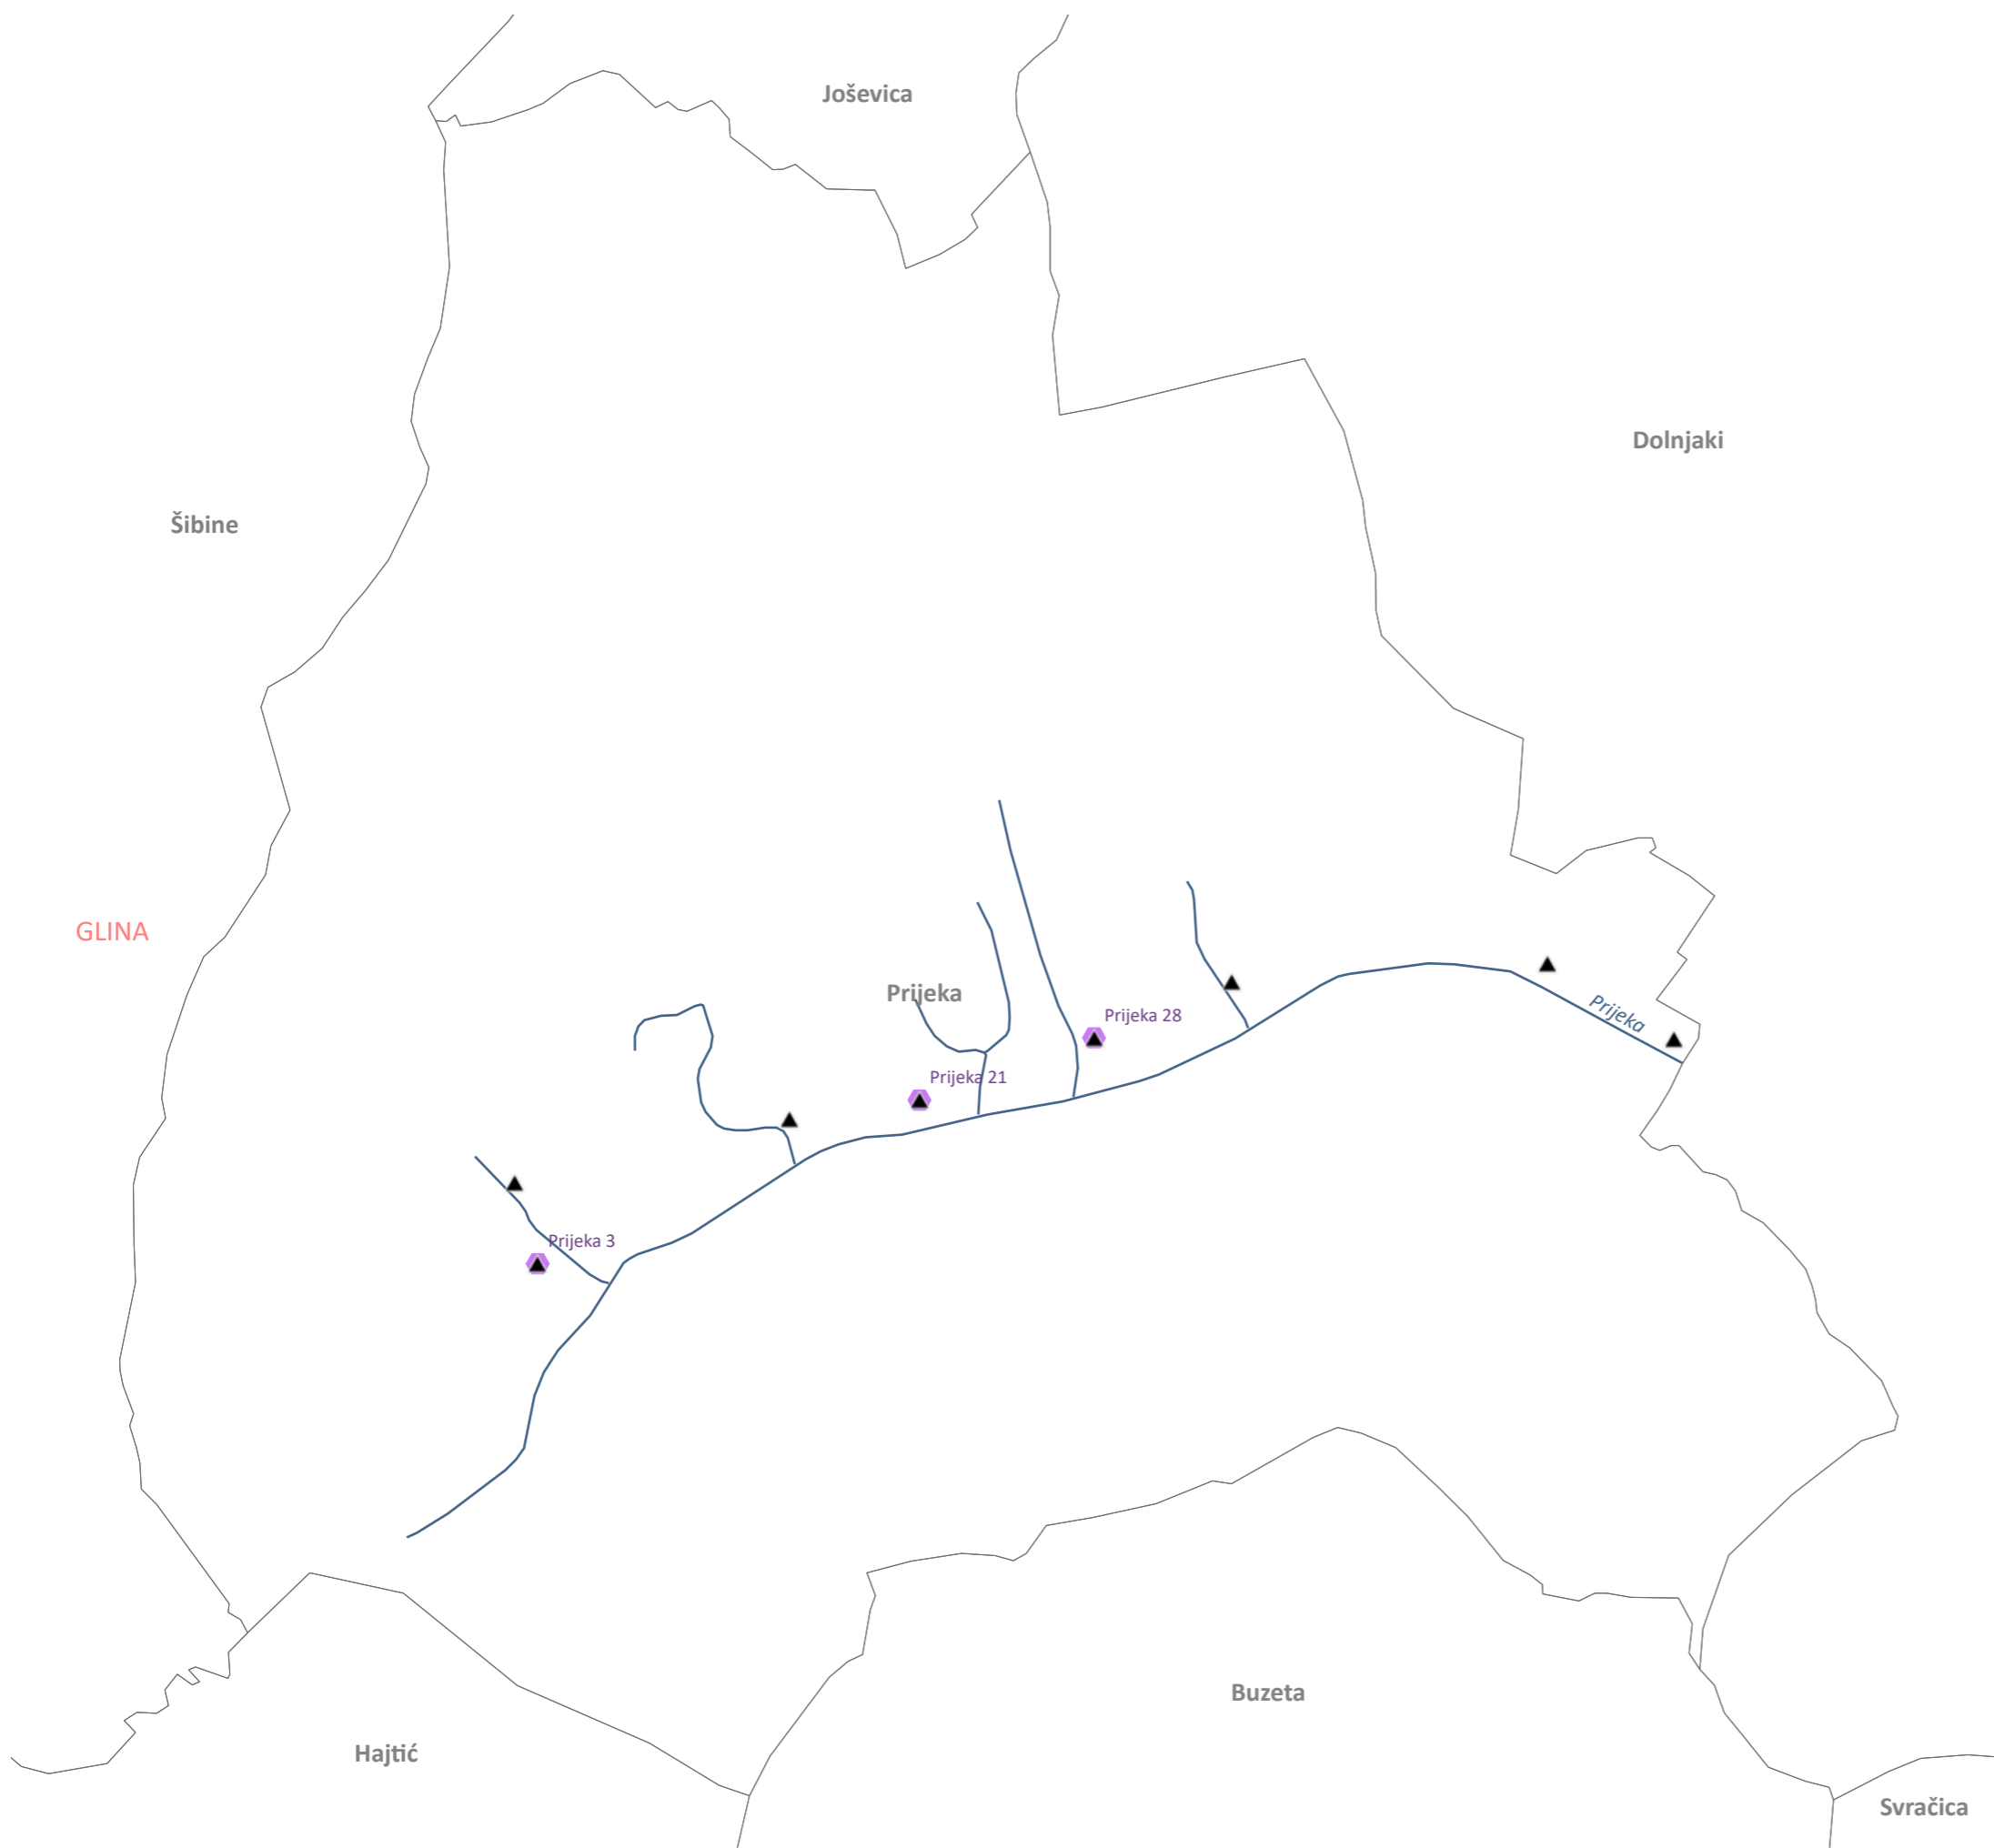 Joševica
Dolnjaki
Šibine
GLINA
Prijeka
Prijeka
Prijeka 28
Prijeka 21
Prijeka 3
Buzeta
Hajtić
Svračica